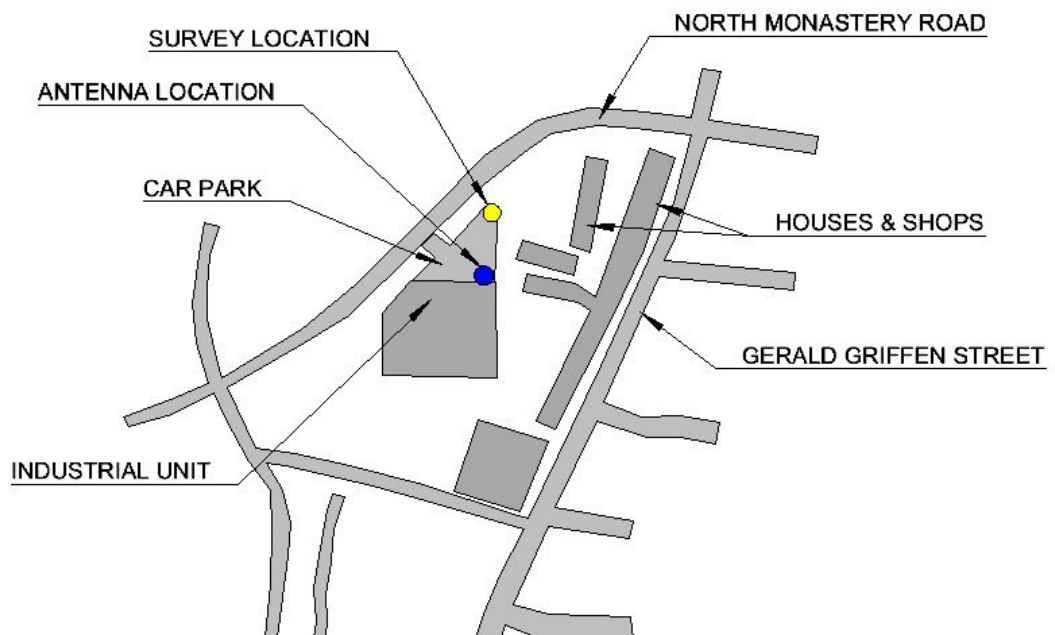 NORTH MONASTERY ROAD
SURVEY LOCATION
ANTENNA LOCATION
CAR PARK
HOUSES & SHOPS
GERALD GRIFFEN STREET
INDUSTRIAL UNIT